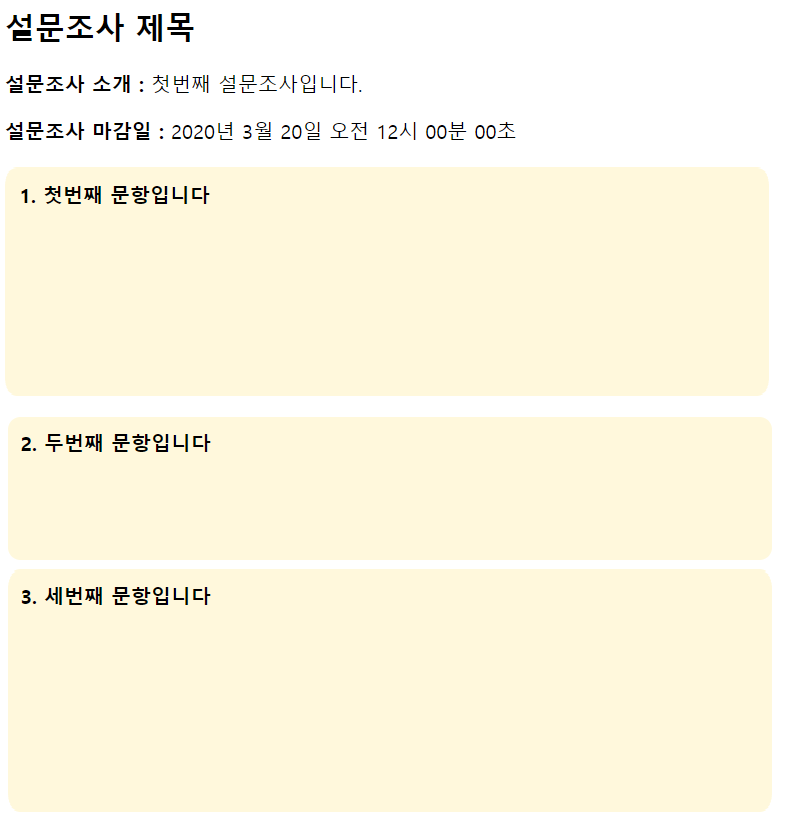 설문조사 제목
설문조사 소개 : 첫번째 설문조사입니다.
설문조사 마감일 : 2020년 3월 20일 오전 12시 00분 00초
1. 첫번째 문항입니다
2. 두번째 문항입니다
3. 세번째 문항입니다